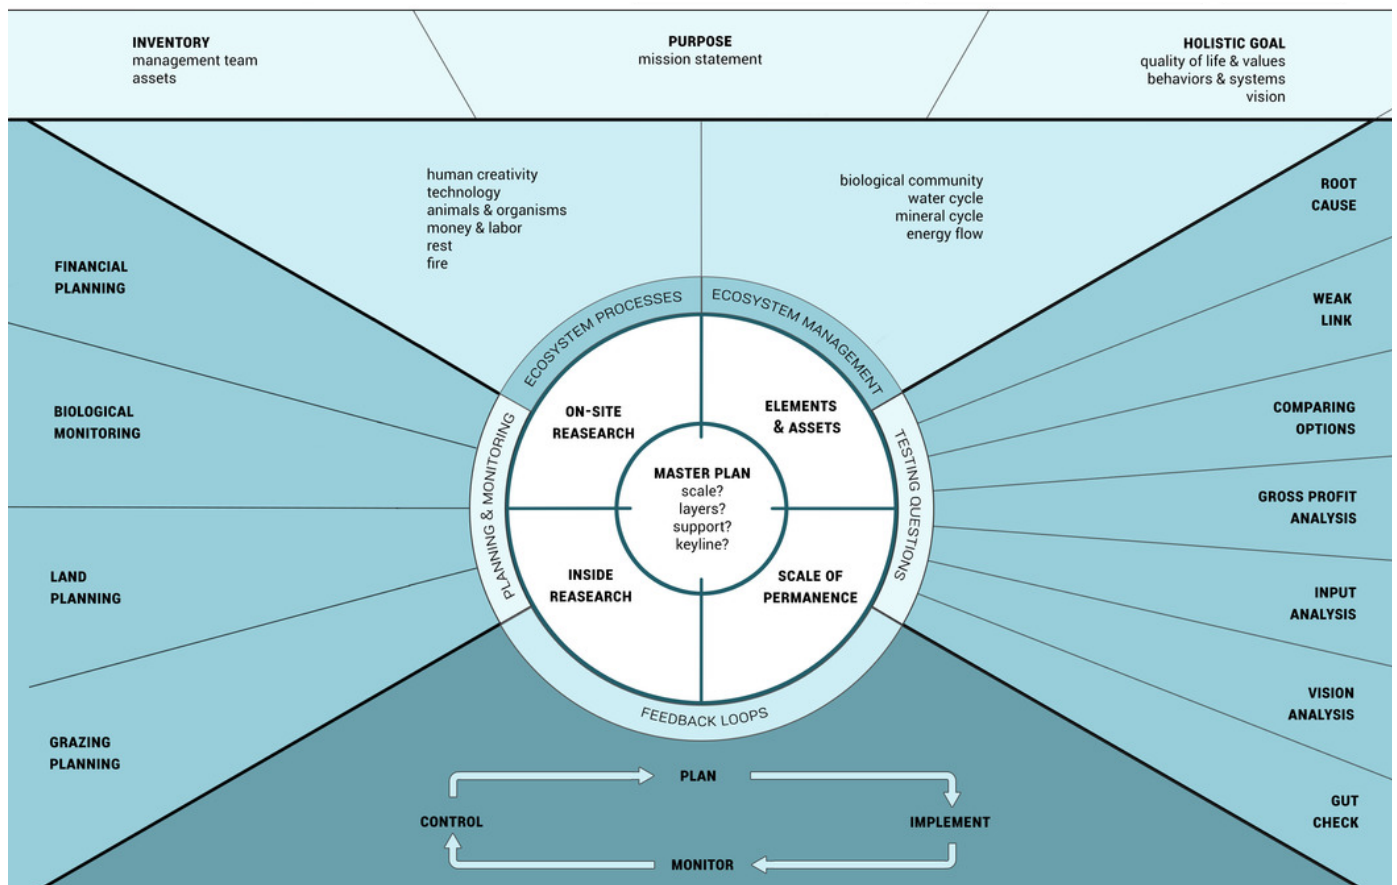 INVENTORY
management team
assets
PURPOSE
mission statement
HOLISTIC GOAL
quality of life & values
behaviors & systems
vision
human creativity
technology
animals & organisms
money & labor
rest
fire
biological community
water cycle
mineral cycle
energy flow
FINANCIAL
PLANNING
BIOLOGICAL
MONITORING
LAND
PLANNING
GRAZING
PLANNING
ECOSYSTEM PROCESSES
ECOSYSTEM MANAGEMENT
PLANNING & MONITORING
TESTING QUESTIONS
FEEDBACK LOOPS
ON-SITE
REASEARCH
ELEMENTS
& ASSETS
MASTER PLAN
scale?
layers?
support?
keyline?
INSIDE
REASEARCH
SCALE OF
PERMANENCE
ROOT
CAUSE
WEAK
LINK
COMPARING
OPTIONS
GROSS PROFIT
ANALYSIS
INPUT
ANALYSIS
VISION
ANALYSIS
GUT
CHECK
PLAN
CONTROL
IMPLEMENT
MONITOR